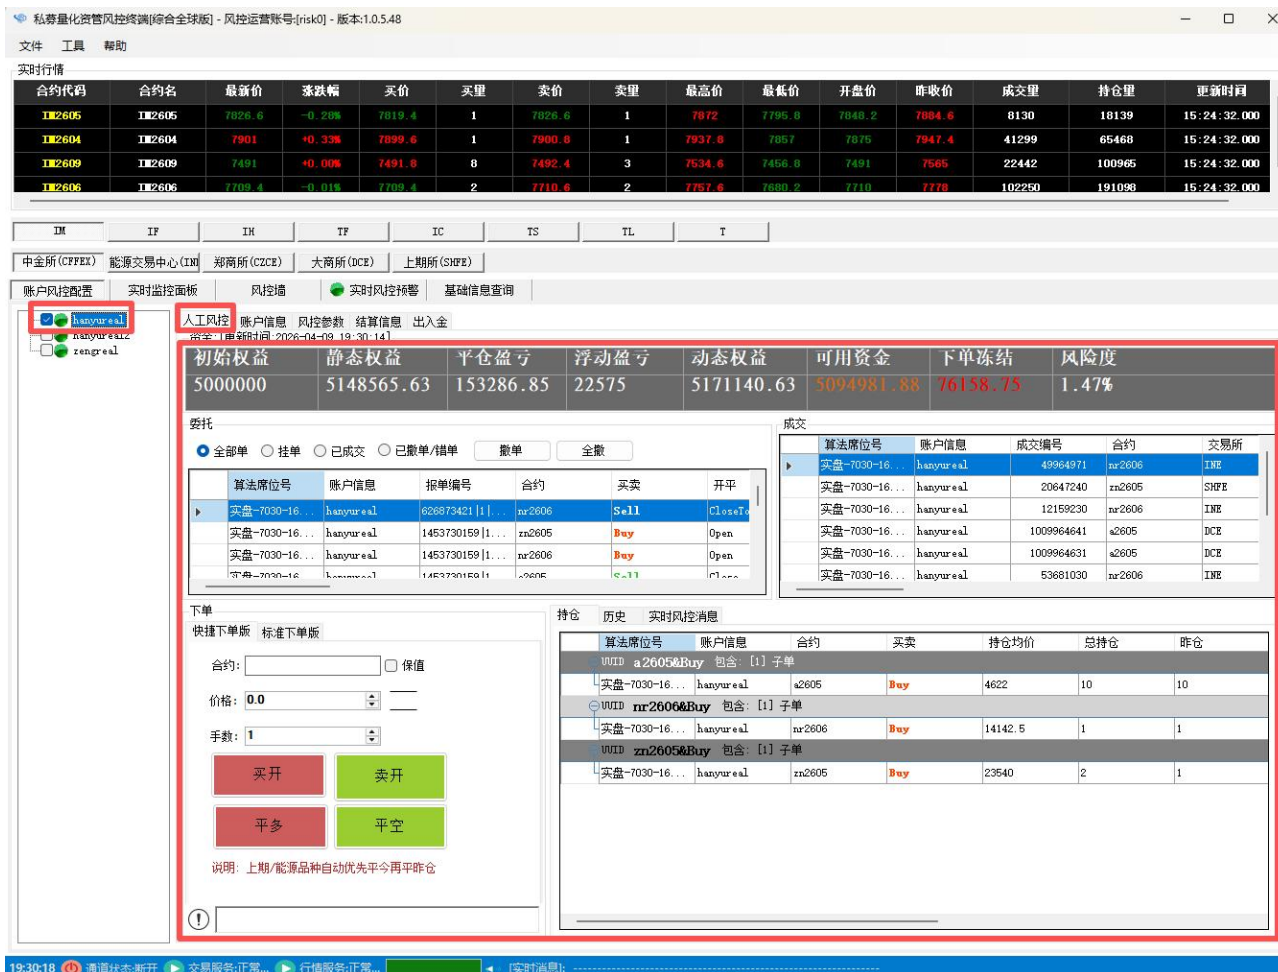 私募量化资管风控终端[综合全球版] - 风控运营账号:[risk0] - 版本:1.0.5.48
文件 工具 帮助
实时行情
合约代码 合约名 最新价 涨跌幅 买价 买量 卖价 卖量 最高价 最低价 开盘价 昨收价 成交量 持仓量 更新时间
IM2605 IM2605 7826.6 -0.28% 7819.4 1 7826.6 1 7872 7795.8 7848.2 7884.6 8130 18139 15:24:32.000
IM2604 IM2604 7901 +0.33% 7899.6 1 7900.8 1 7937.8 7857 7875 7947.4 41299 65468 15:24:32.000
IM2609 IM2609 7491 +0.00% 7491.8 8 7492.4 3 7534.6 7456.8 7491 7565 22442 100965 15:24:32.000
IM2606 IM2606 7709.4 -0.01% 7709.4 2 7710.6 2 7757.6 7680.2 7710 7778 102250 191098 15:24:32.000
IM IF IH TF IC TS TL T
中金所(CFFEX) 能源交易中心(INE 郑商所(CZCE) 大商所(DCE) 上期所(SHFE)
账户风控配置 实时监控面板 风控墙 实时风控预警 基础信息查询
hanyureal
hanyureal2
zengreal
人工风控 账户信息 风控参数 结算信息 出入金
资金:[更新时间:2026-04-09 19:30:14]
初始权益 静态权益 平仓盈亏 浮动盈亏 动态权益 可用资金 下单冻结 风险度
5000000 5148565.63 153286.85 22575 5171140.63 5094981.88 76158.75 1.47%
委托
全部单 挂单 已成交 已撤单/错单 撤单 全撤
算法席位号 账户信息 报单编号 合约 买卖 开平
实盘-7030-16... hanyureal 626873421|1|... nr2606 Sell CloseTo
实盘-7030-16... hanyureal 1453730159|1... zn2605 Buy Open
实盘-7030-16... hanyureal 1453730159|1... nr2606 Buy Open
实盘-7030-16... hanyureal 1453730159|1... a2605 Sell Close
成交
算法席位号 账户信息 成交编号 合约 交易所
实盘-7030-16... hanyureal 49964971 nr2606 INE
实盘-7030-16... hanyureal 20647240 zn2605 SHFE
实盘-7030-16... hanyureal 12159230 nr2606 INE
实盘-7030-16... hanyureal 1009964641 a2605 DCE
实盘-7030-16... hanyureal 1009964631 a2605 DCE
实盘-7030-16... hanyureal 53681030 nr2606 INE
下单
快捷下单版 标准下单版
合约: 保值
价格: 0.0
手数: 1
买开 卖开
平多 平空
说明: 上期/能源品种自动优先平今再平昨仓
持仓 历史 实时风控消息
算法席位号 账户信息 合约 买卖 持仓均价 总持仓 昨仓
UUID a2605&Buy 包含: [1] 子单
实盘-7030-16... hanyureal a2605 Buy 4622 10 10
UUID nr2606&Buy 包含: [1] 子单
实盘-7030-16... hanyureal nr2606 Buy 14142.5 1 1
UUID zn2605&Buy 包含: [1] 子单
实盘-7030-16... hanyureal zn2605 Buy 23540 2 1
19:30:18 通道状态:断开 交易服务:正常... 行情服务:正常... [实时消息]: --------------------------------------------------------------